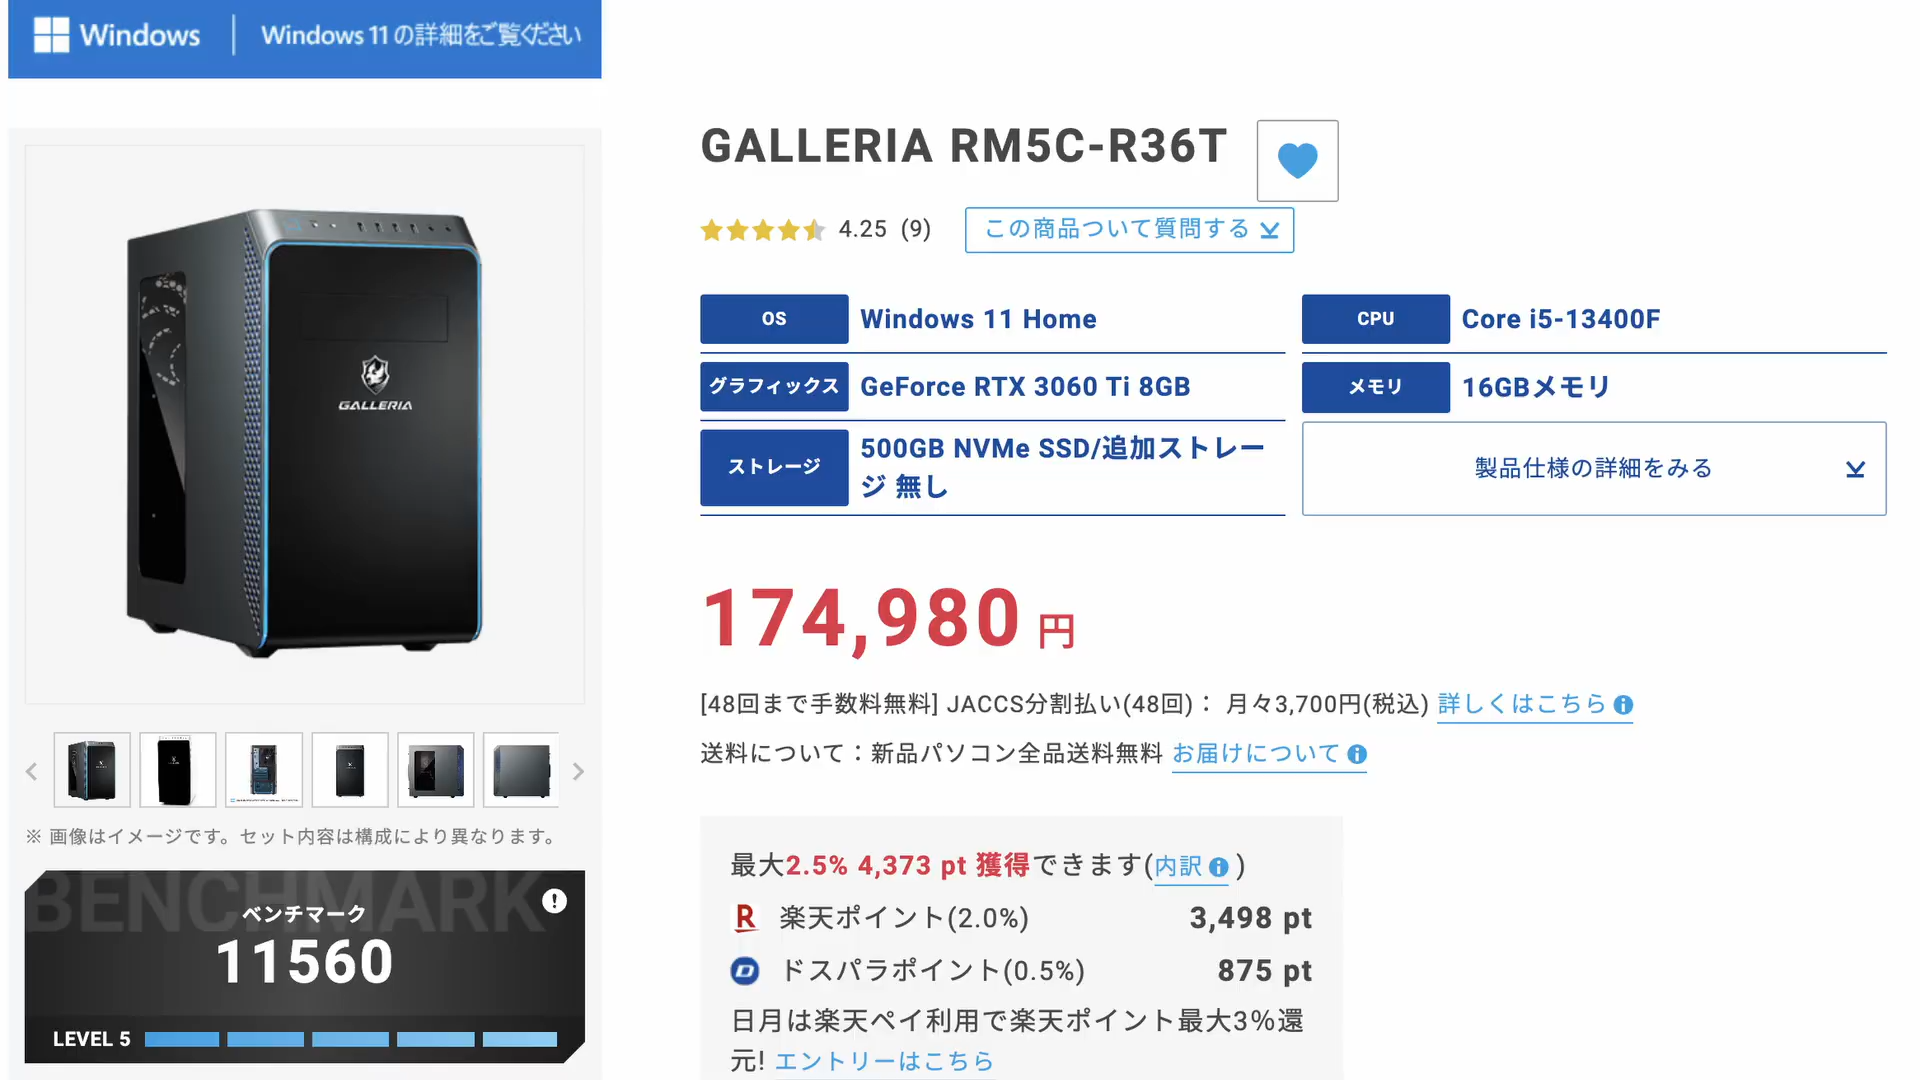 Windows
Windows 11 の詳細をご覧ください
GALLERIA
※ 画像はイメージです。セット内容は構成により異なります。
BENCHMARK
ベンチマーク
11560
LEVEL 5
GALLERIA RM5C-R36T
4.25 (9)
この商品ついて質問する
OS
Windows 11 Home
CPU
Core i5-13400F
グラフィックス
GeForce RTX 3060 Ti 8GB
メモリ
16GBメモリ
ストレージ
500GB NVMe SSD/追加ストレー
ジ 無し
製品仕様の詳細をみる
174,980 円
[48回まで手数料無料] JACCS分割払い(48回)： 月々3,700円(税込) 詳しくはこちら
送料について：新品パソコン全品送料無料 お届けについて
最大2.5% 4,373 pt 獲得できます(内訳 )
R 楽天ポイント(2.0%) 3,498 pt
D ドスパラポイント(0.5%) 875 pt
日月は楽天ペイ利用で楽天ポイント最大3%還
元! エントリーはこちら